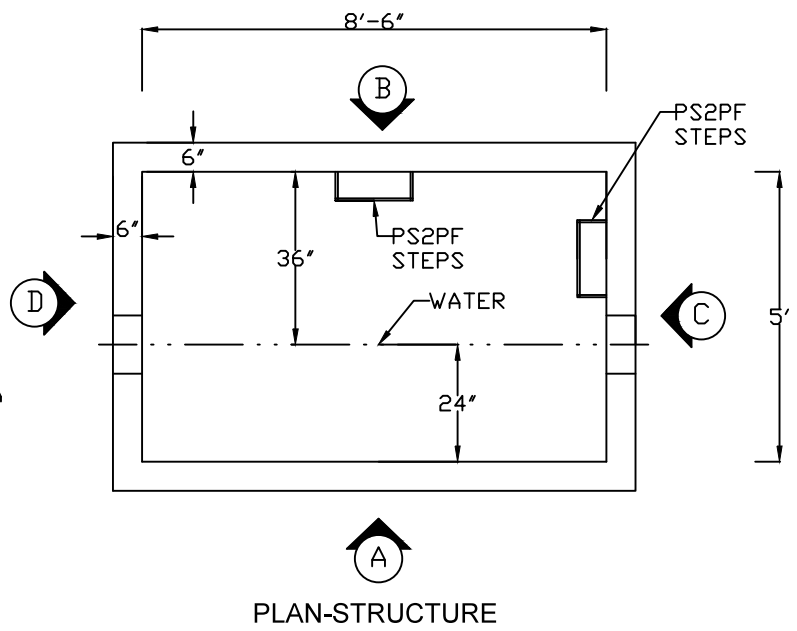 8'-6"
B
PS2PF
STEPS
6"
6"
36"
PS2PF
STEPS
D
WATER
C
5'
24"
A
PLAN-STRUCTURE